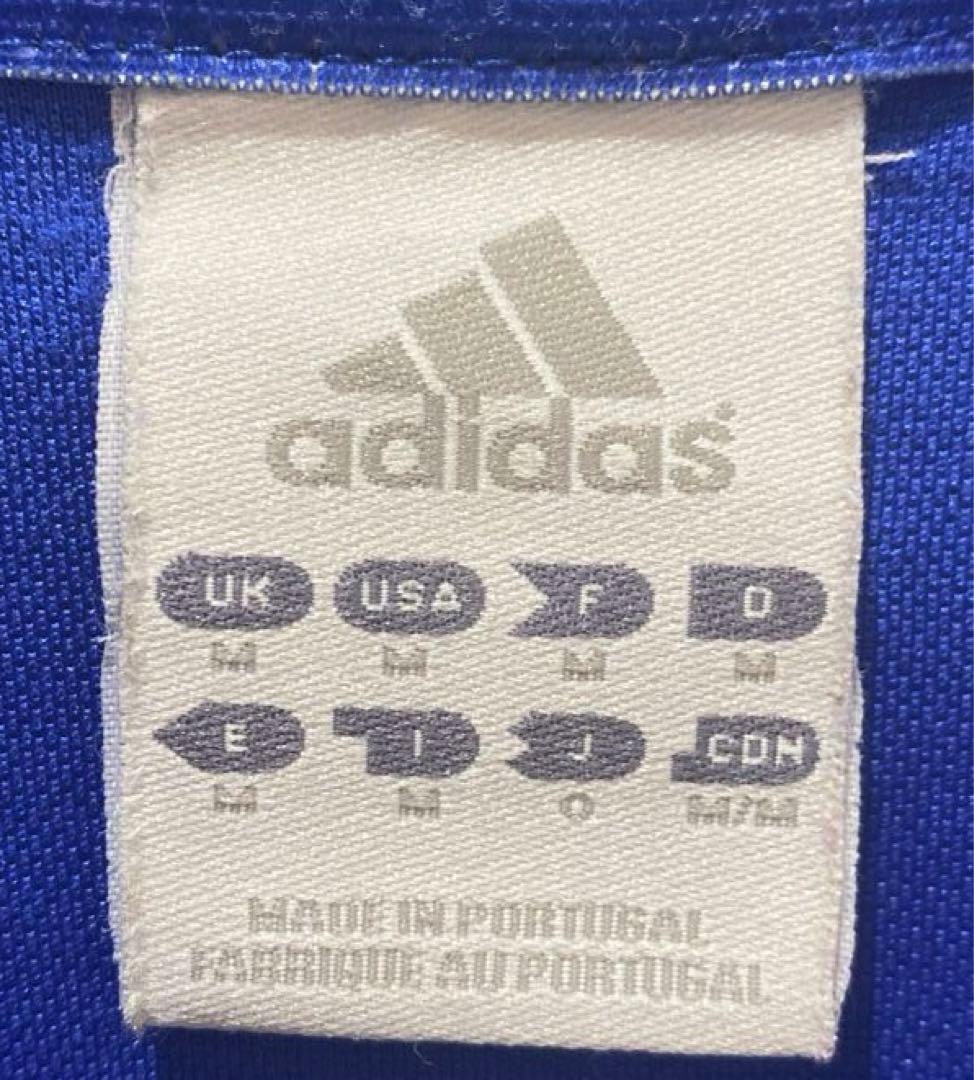 adidas®
UK USA F D
M M M M
E I J CDN
M M O M/M
MADE IN PORTUGAL
FABRIQUE AU PORTUGAL